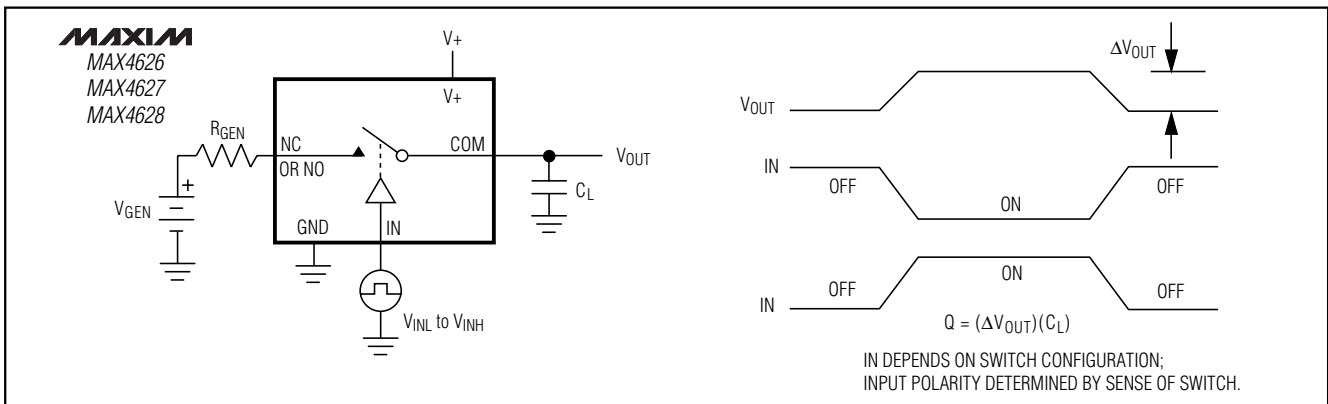 MAXIM
MAX4626
MAX4627
MAX4628
V+
V+
RGEN
NC
OR NO
COM
VOUT
CL
VGEN
+
GND
IN
VINL to VINH
ΔVOUT
VOUT
IN
OFF
ON
OFF
IN
OFF
ON
OFF
Q = (ΔVOUT)(CL)
IN DEPENDS ON SWITCH CONFIGURATION;
INPUT POLARITY DETERMINED BY SENSE OF SWITCH.